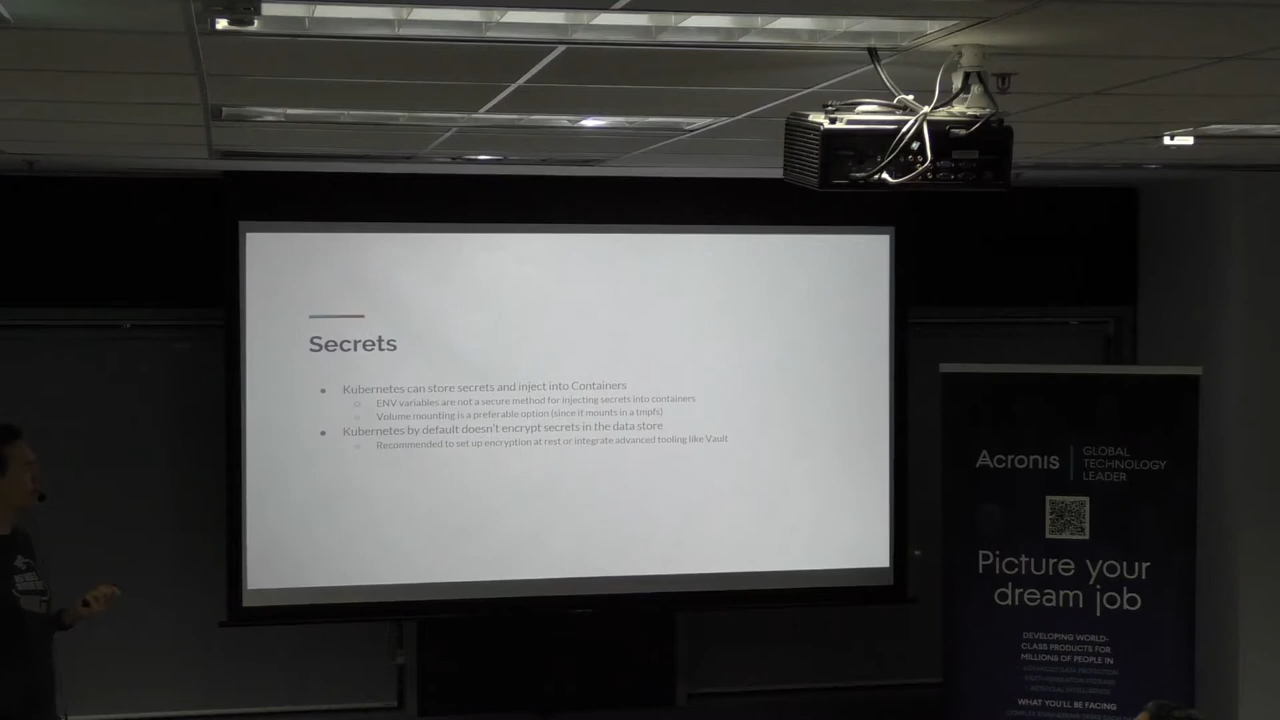 Secrets
● Kubernetes can store secrets and inject into Containers
○ ENV variables are not a secure method for injecting secrets into containers
○ Volume mounting is a preferable option (since it mounts in a tmpfs)
● Kubernetes by default doesn't encrypt secrets in the data store
○ Recommended to set up encryption at rest or integrate advanced tooling like Vault
Acronis
GLOBAL
TECHNOLOGY
LEADER
Picture your
dream job
DEVELOPING WORLD-
CLASS PRODUCTS FOR
MILLIONS OF PEOPLE IN
WHAT YOU'LL BE FACING